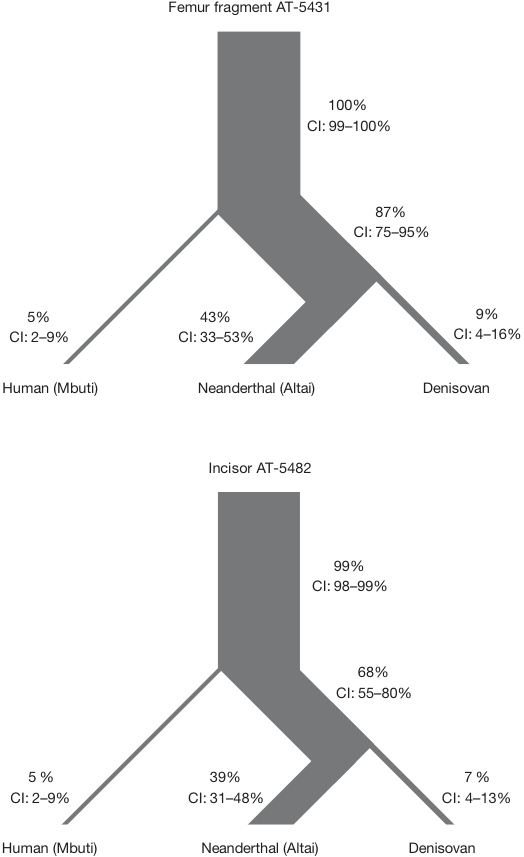 Femur fragment AT-5431
100%
CI: 99–100%
87%
CI: 75–95%
5%
CI: 2–9%
43%
CI: 33–53%
9%
CI: 4–16%
Human (Mbuti)
Neanderthal (Altai)
Denisovan
Incisor AT-5482
99%
CI: 98–99%
68%
CI: 55–80%
5 %
CI: 2–9%
39%
CI: 31–48%
7 %
CI: 4–13%
Human (Mbuti)
Neanderthal (Altai)
Denisovan